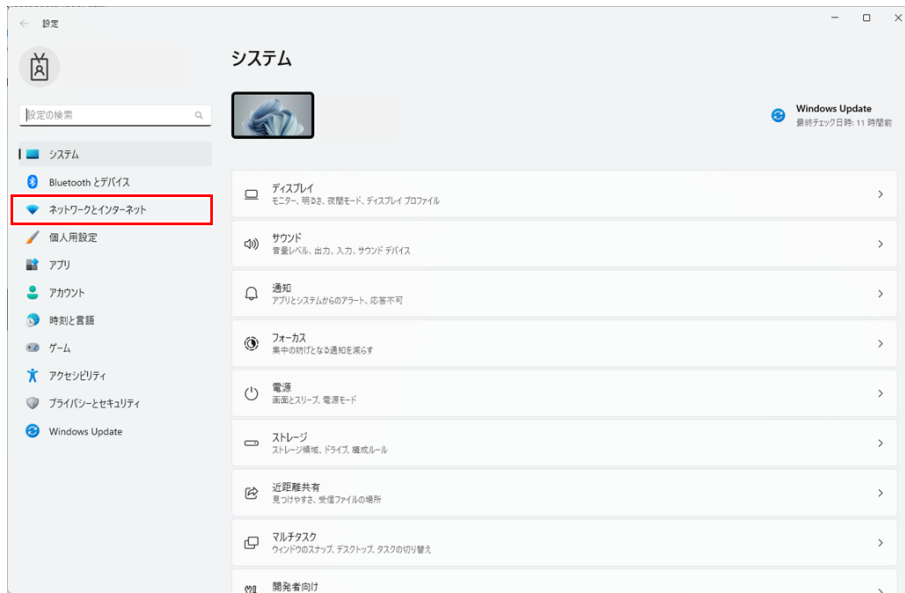 設定
システム
設定の検索
Windows Update
最終チェック日時: 11 時間前
システム
Bluetooth とデバイス
ネットワークとインターネット
個人用設定
アプリ
アカウント
時刻と言語
ゲーム
アクセシビリティ
プライバシーとセキュリティ
Windows Update
ディスプレイ
モニター、明るさ、夜間モード、ディスプレイ プロファイル
サウンド
音量レベル、出力、入力、サウンド デバイス
通知
アプリとシステムからのアラート、応答不可
フォーカス
集中の妨げとなる通知を減らす
電源
画面とスリープ、電源モード
ストレージ
ストレージ領域、ドライブ、構成ルール
近距離共有
見つけやすさ、受信ファイルの場所
マルチタスク
ウィンドウのスナップ、デスクトップ、タスクの切り替え
開発者向け